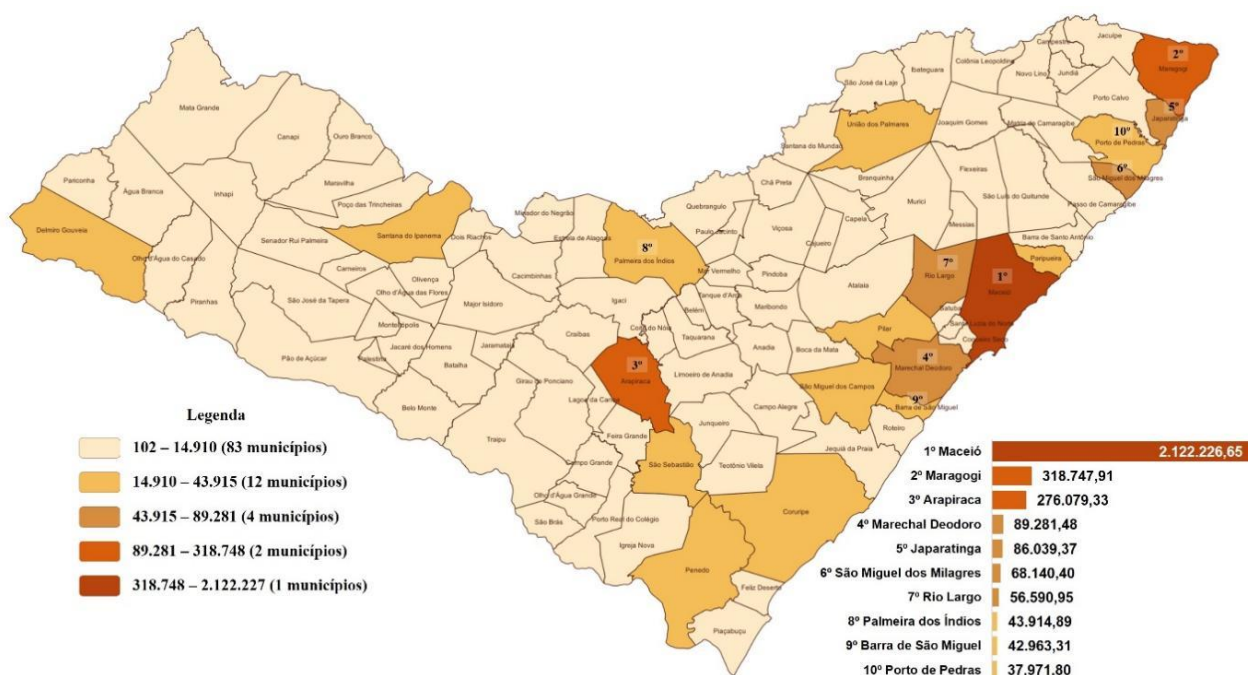 2º
Maragogi
Jacuípe
Campestre
Colônia Leopoldina
Novo Lino
Jundiá
Ibateguara
São José da Laje
Porto Calvo
5º
Japaratinga
Mata Grande
Canapi
Ouro Branco
União dos Palmares
Joaquim Gomes
Matriz de Camaragibe
10º
Porto de Pedras
Santana do Mundaú
6º
São Miguel dos Milagres
Pariconha
Água Branca
Inhapi
Maravilha
Poço das Trincheiras
Chã Preta
Branquinha
Flexeiras
São Luís do Quitunde
Passo de Camaragibe
Quebrangulo
Murici
Delmiro Gouveia
Senador Rui Palmeira
Santana do Ipanema
Dois Riachos
Minador do Negrão
Estrela de Alagoas
8º
Palmeira dos Índios
Paulo Jacinto
Viçosa
Capela
Cajueiro
Messias
Barra de Santo Antônio
Paripueira
Olho d'Água do Casado
Carneiros
Olivença
Cacimbinhas
Mar Vermelho
Pindoba
Atalaia
7º
Rio Largo
1º
Maceió
Piranhas
São José da Tapera
Olho d'Água das Flores
Major Isidoro
Igaci
Tanque d'Arca
Belém
Maribondo
Satuba
Santa Luzia do Norte
Coqueiro Seco
Monteirópolis
Craíbas
Coité do Nóia
Taquarana
Anadia
Boca da Mata
Pilar
Pão de Açúcar
Palestina
Jacaré dos Homens
Jaramataia
Batalha
3º
Arapiraca
Limoeiro de Anadia
4º
Marechal Deodoro
São Miguel dos Campos
9º
Barra de São Miguel
Belo Monte
Girau do Ponciano
Lagoa da Canoa
Campo Alegre
Roteiro
Traipu
Feira Grande
Junqueiro
Jequiá da Praia
Campo Grande
São Sebastião
Teotônio Vilela
Olho d'Água Grande
São Brás
Porto Real do Colégio
Coruripe
Igreja Nova
Penedo
Feliz Deserto
Piaçabuçu
Legenda
102 – 14.910 (83 municípios)
14.910 – 43.915 (12 municípios)
43.915 – 89.281 (4 municípios)
89.281 – 318.748 (2 municípios)
318.748 – 2.122.227 (1 municípios)
1º Maceió 2.122.226,65
2º Maragogi 318.747,91
3º Arapiraca 276.079,33
4º Marechal Deodoro 89.281,48
5º Japaratinga 86.039,37
6º São Miguel dos Milagres 68.140,40
7º Rio Largo 56.590,95
8º Palmeira dos Índios 43.914,89
9º Barra de São Miguel 42.963,31
10º Porto de Pedras 37.971,80